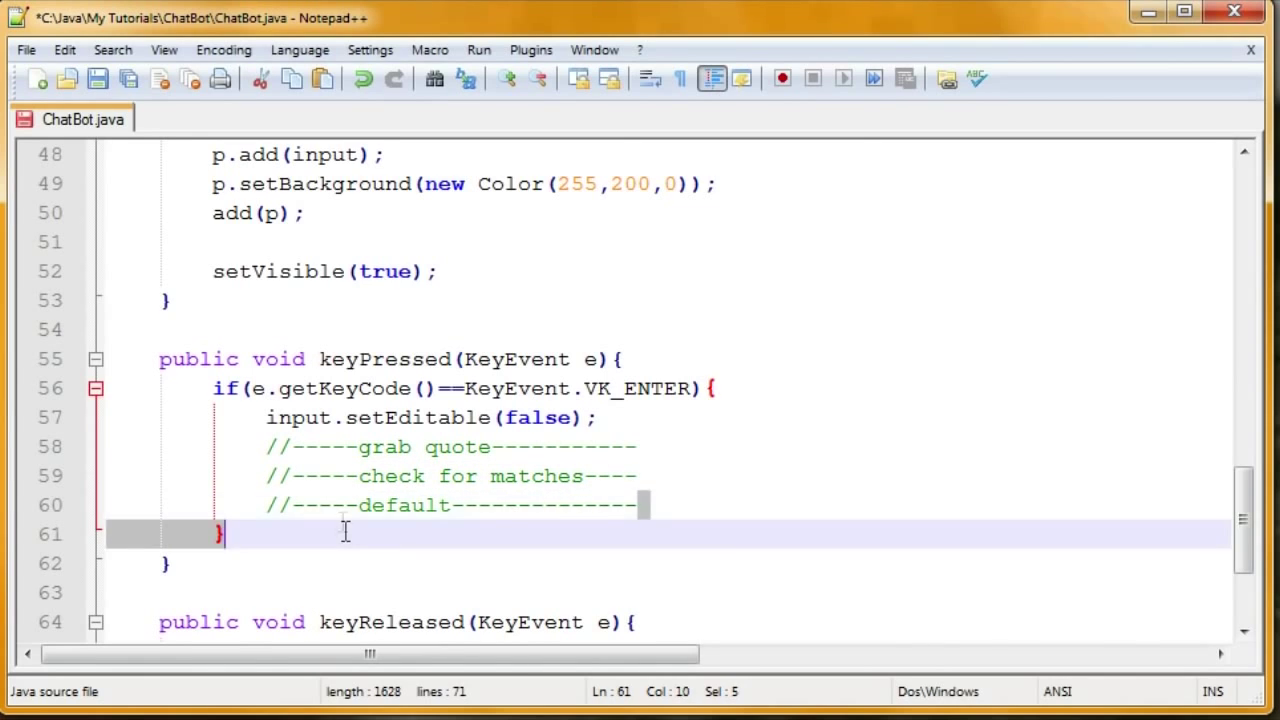 *C:\Java\My Tutorials\ChatBot\ChatBot.java - Notepad++
File Edit Search View Encoding Language Settings Macro Run Plugins Window ? X
ABC
ChatBot.java
48 p.add(input);
49 p.setBackground(new Color(255,200,0));
50 add(p);
51
52 setVisible(true);
53 }
54
55 public void keyPressed(KeyEvent e){
56 if(e.getKeyCode()==KeyEvent.VK_ENTER){
57 input.setEditable(false);
58 //-----grab quote-----------
59 //-----check for matches----
60 //-----default--------------
61 }
62 }
63
64 public void keyReleased(KeyEvent e){
Java source file length : 1628 lines : 71 Ln : 61 Col : 10 Sel : 5 Dos\Windows ANSI INS